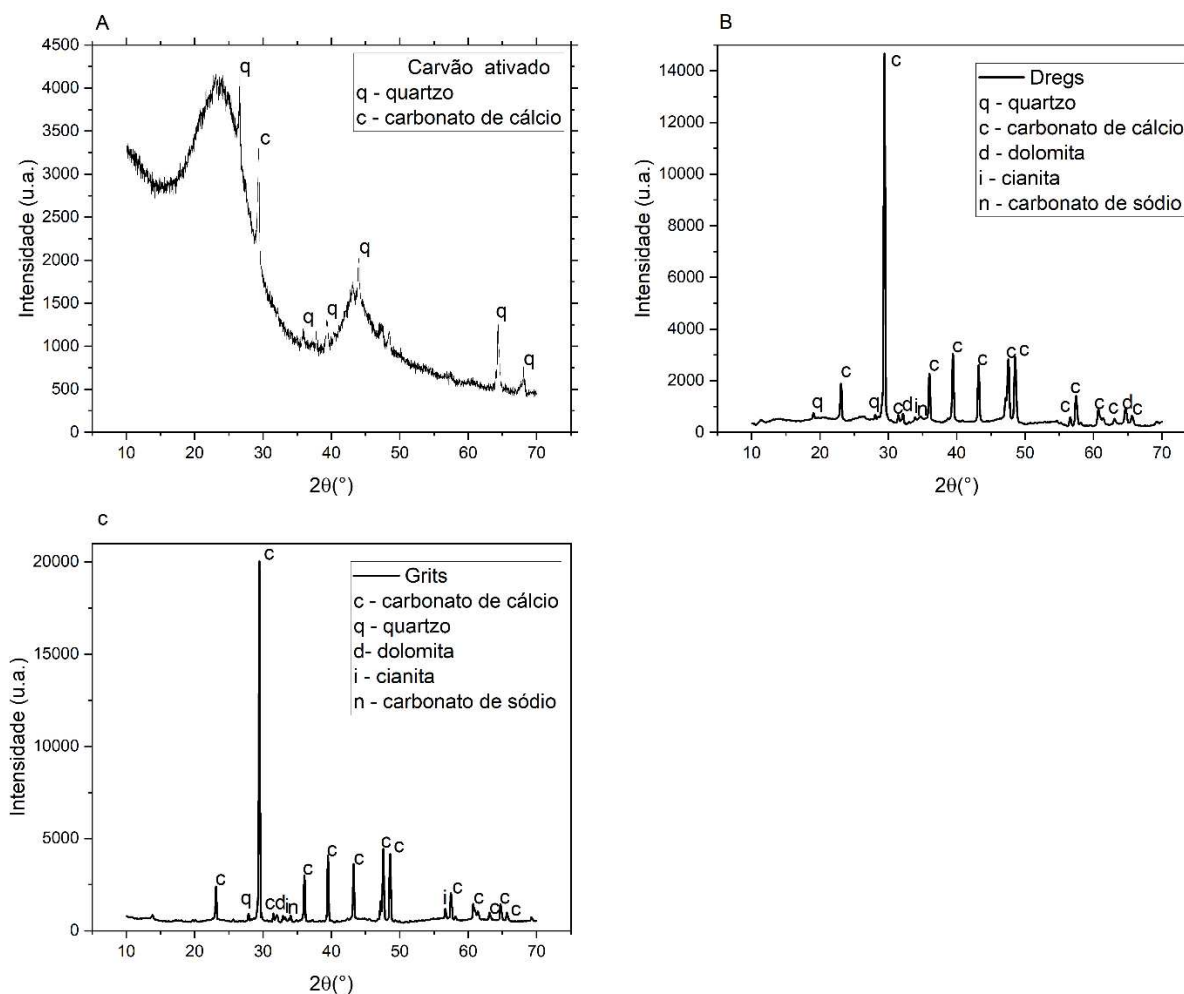 A
4500
4000
3500
3000
2500
2000
1500
1000
500
0
Intensidade (u.a.)
Carvão ativado
q - quartzo
c - carbonato de cálcio
q
c
q
q
q
q
q
10 20 30 40 50 60 70
2θ(°)
B
14000
12000
10000
8000
6000
4000
2000
0
Intensidade (u.a.)
Dregs
q - quartzo
c - carbonato de cálcio
d - dolomita
i - cianita
n - carbonato de sódio
c
q c q c d i n c c c c c c c c c d c
10 20 30 40 50 60 70
2θ(°)
c
20000
15000
10000
5000
0
Intensidade (u.a.)
Grits
c - carbonato de cálcio
q - quartzo
d- dolomita
i - cianita
n - carbonato de sódio
c
c q c d i n c c c c c i c c c c c
10 20 30 40 50 60 70
2θ(°)